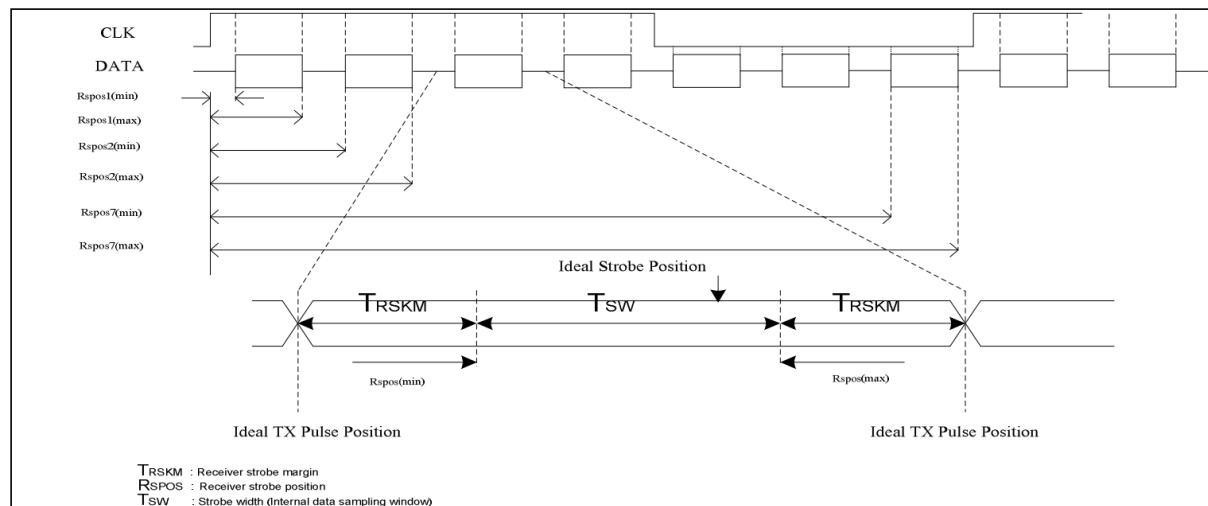 CLK
DATA
Rspos1(min)
Rspos1(max)
Rspos2(min)
Rspos2(max)
Rspos7(min)
Rspos7(max)
Ideal Strobe Position
TRSKM TSW TRSKM
Rspos(min) Rspos(max)
Ideal TX Pulse Position Ideal TX Pulse Position
TRSKM : Receiver strobe margin
RSPOS : Receiver strobe position
TSW : Strobe width (Internal data sampling window)